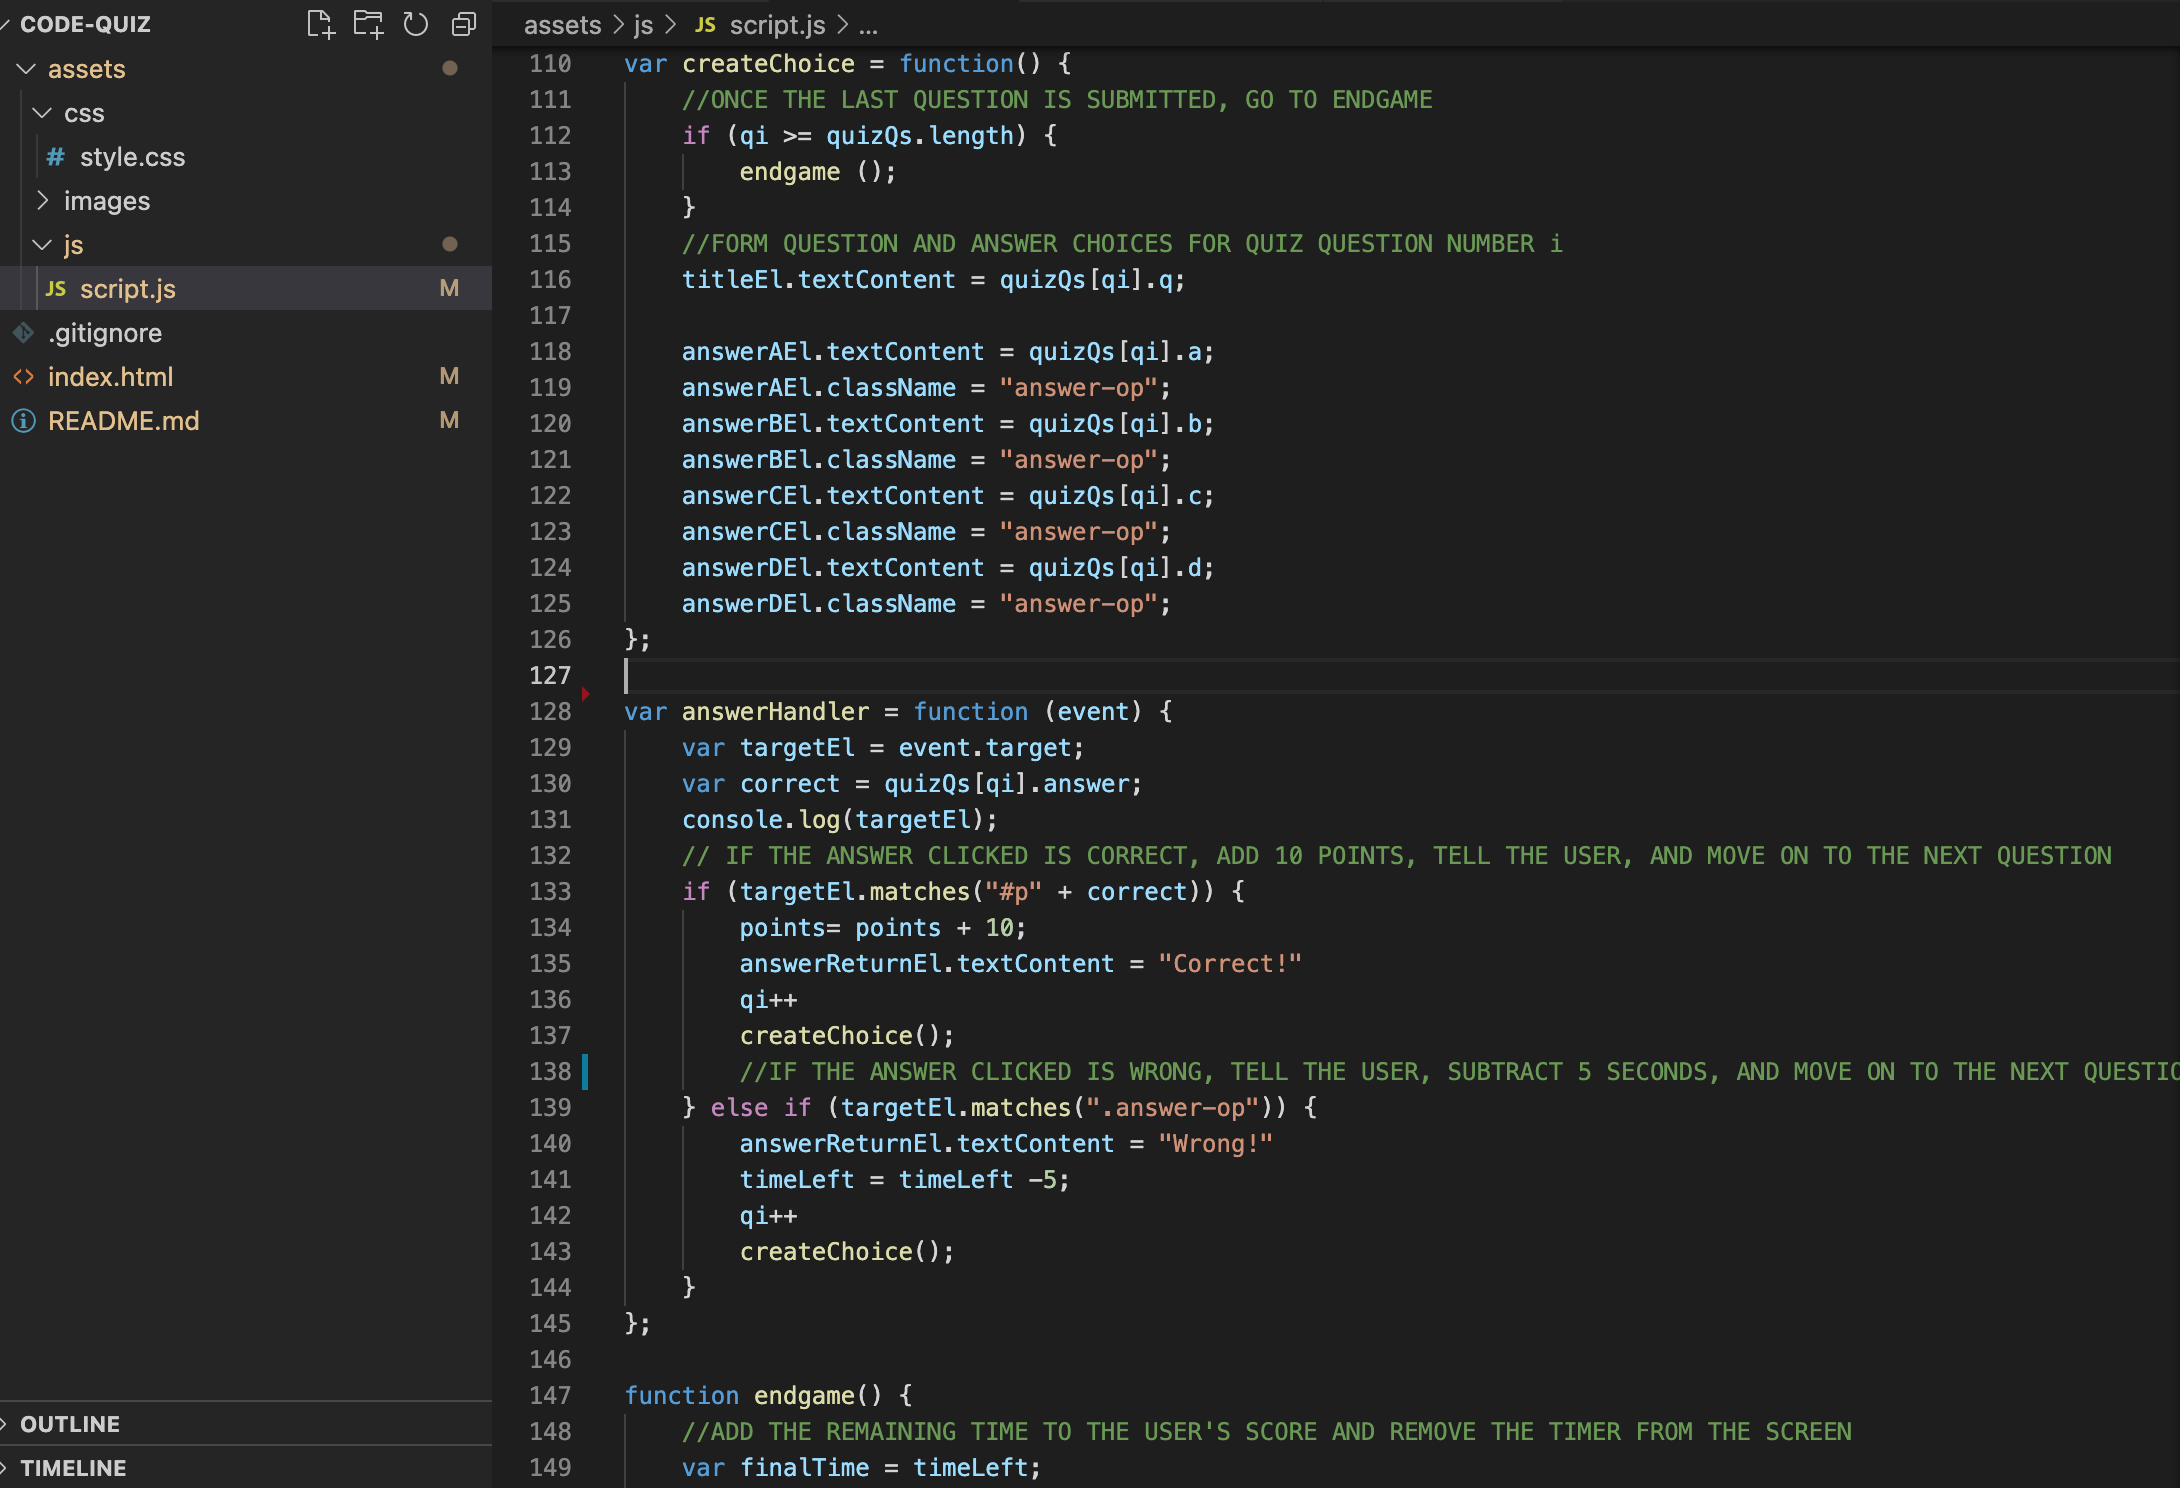 CODE-QUIZ
assets
css
# style.css
images
js
JS script.js M
.gitignore
<> index.html M
README.md M
OUTLINE
TIMELINE
assets > js > JS script.js > ...
110 var createChoice = function() {
111 //ONCE THE LAST QUESTION IS SUBMITTED, GO TO ENDGAME
112 if (qi >= quizQs.length) {
113 endgame ();
114 }
115 //FORM QUESTION AND ANSWER CHOICES FOR QUIZ QUESTION NUMBER i
116 titleEl.textContent = quizQs[qi].q;
117
118 answerAEl.textContent = quizQs[qi].a;
119 answerAEl.className = "answer-op";
120 answerBEl.textContent = quizQs[qi].b;
121 answerBEl.className = "answer-op";
122 answerCEl.textContent = quizQs[qi].c;
123 answerCEl.className = "answer-op";
124 answerDEl.textContent = quizQs[qi].d;
125 answerDEl.className = "answer-op";
126 };
127
128 var answerHandler = function (event) {
129 var targetEl = event.target;
130 var correct = quizQs[qi].answer;
131 console.log(targetEl);
132 // IF THE ANSWER CLICKED IS CORRECT, ADD 10 POINTS, TELL THE USER, AND MOVE ON TO THE NEXT QUESTION
133 if (targetEl.matches("#p" + correct)) {
134 points= points + 10;
135 answerReturnEl.textContent = "Correct!"
136 qi++
137 createChoice();
138 //IF THE ANSWER CLICKED IS WRONG, TELL THE USER, SUBTRACT 5 SECONDS, AND MOVE ON TO THE NEXT QUESTIO
139 } else if (targetEl.matches(".answer-op")) {
140 answerReturnEl.textContent = "Wrong!"
141 timeLeft = timeLeft -5;
142 qi++
143 createChoice();
144 }
145 };
146
147 function endgame() {
148 //ADD THE REMAINING TIME TO THE USER'S SCORE AND REMOVE THE TIMER FROM THE SCREEN
149 var finalTime = timeLeft;